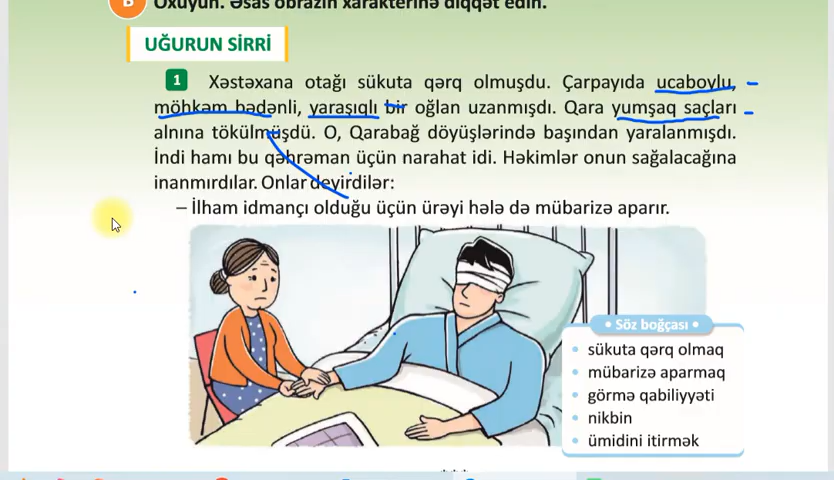 B Oxuyun. Əsas obrazın xarakterinə diqqət edin.
UĞURUN SİRRİ
1 Xəstəxana otağı sükuta qərq olmuşdu. Çarpayıda ucaboylu,
möhkəm bədənli, yaraşıqlı bir oğlan uzanmışdı. Qara yumşaq saçları
alnına tökülmüşdü. O, Qarabağ döyüşlərində başından yaralanmışdı.
İndi hamı bu qəhrəman üçün narahat idi. Həkimlər onun sağalacağına
inanmırdılar. Onlar deyirdilər:
– İlham idmançı olduğu üçün ürəyi hələ də mübarizə aparır.
• Söz boğçası •
• sükuta qərq olmaq
• mübarizə aparmaq
• görmə qabiliyyəti
• nikbin
• ümidini itirmək
* * *